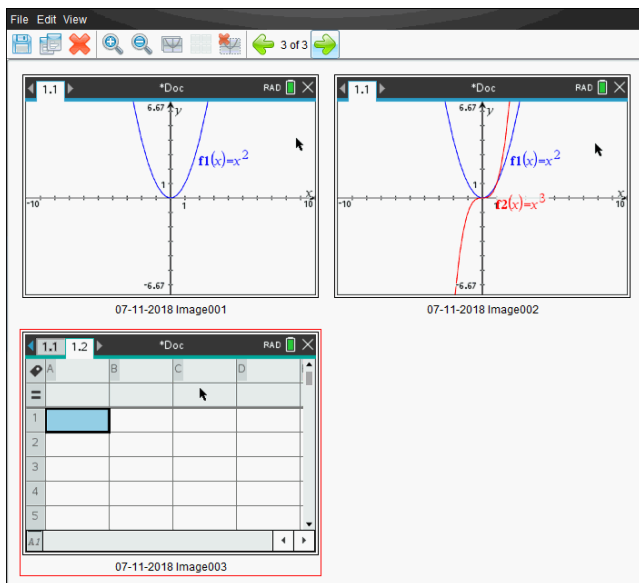 File Edit View
3 of 3
1.1 *Doc RAD
6.67 y
f1(x)=x²
1
x
-10 1 10
-6.67
07-11-2018 Image001
1.1 *Doc RAD
6.67 y
f1(x)=x²
1
x
-10 1 f2(x)=x³ 10
-6.67
07-11-2018 Image002
1.1 1.2 *Doc RAD
A B C D
=
1
2
3
4
5
A1
07-11-2018 Image003